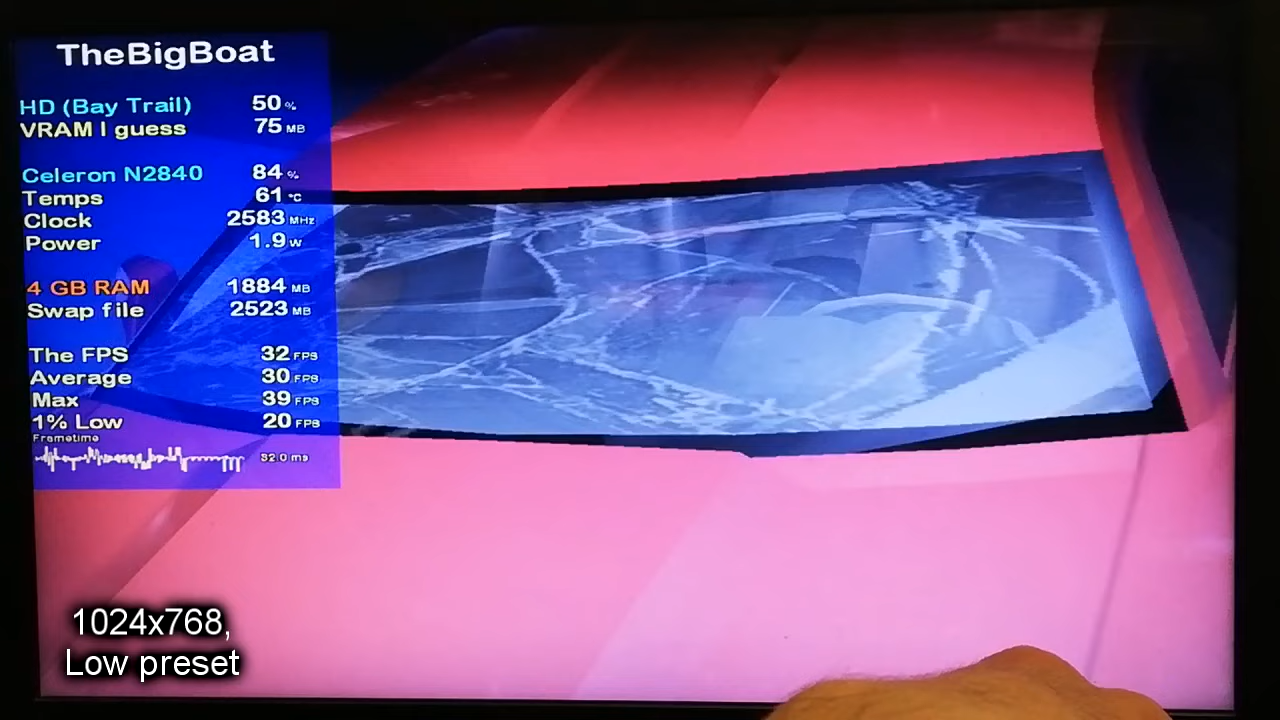 TheBigBoat
HD (Bay Trail) 50 %
VRAM I guess 75 MB
Celeron N2840 84 %
Temps 61 °C
Clock 2583 MHz
Power 1.9 W
4 GB RAM 1884 MB
Swap file 2523 MB
The FPS 32 FPS
Average 30 FPS
Max 39 FPS
1% Low 20 FPS
Frametime
32.0 ms
1024x768,
Low preset